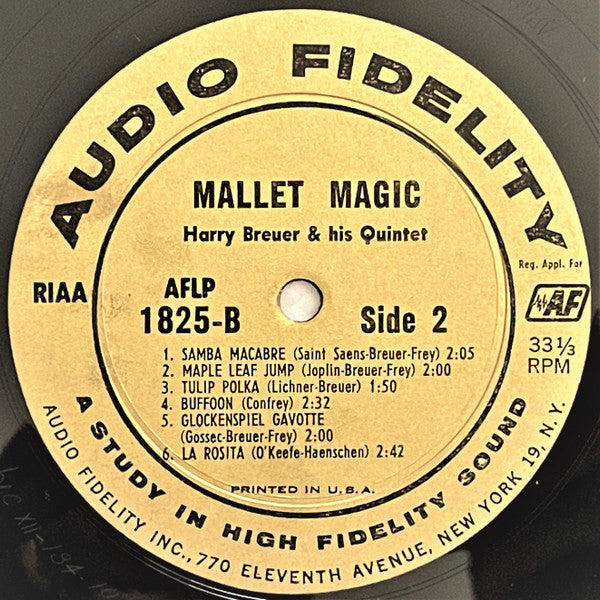 AUDIO FIDELITY
MALLET MAGIC
Harry Breuer & his Quintet
Reg. Appl. For
AF
RIAA
AFLP
1825-B
Side 2
33 1/3
RPM
1. SAMBA MACABRE (Saint Saens-Breuer-Frey) 2:05
2. MAPLE LEAF JUMP (Joplin-Breuer-Frey) 2:00
3. TULIP POLKA (Lichner-Breuer) 1:50
4. BUFFOON (Confrey) 2:32
5. GLOCKENSPIEL GAVOTTE
(Gossec-Breuer-Frey) 2:00
6. LA ROSITA (O'Keefe-Haenschen) 2:42
PRINTED IN U.S.A.
A STUDY IN HIGH FIDELITY SOUND
AUDIO FIDELITY INC., 770 ELEVENTH AVENUE, NEW YORK 19, N.Y.